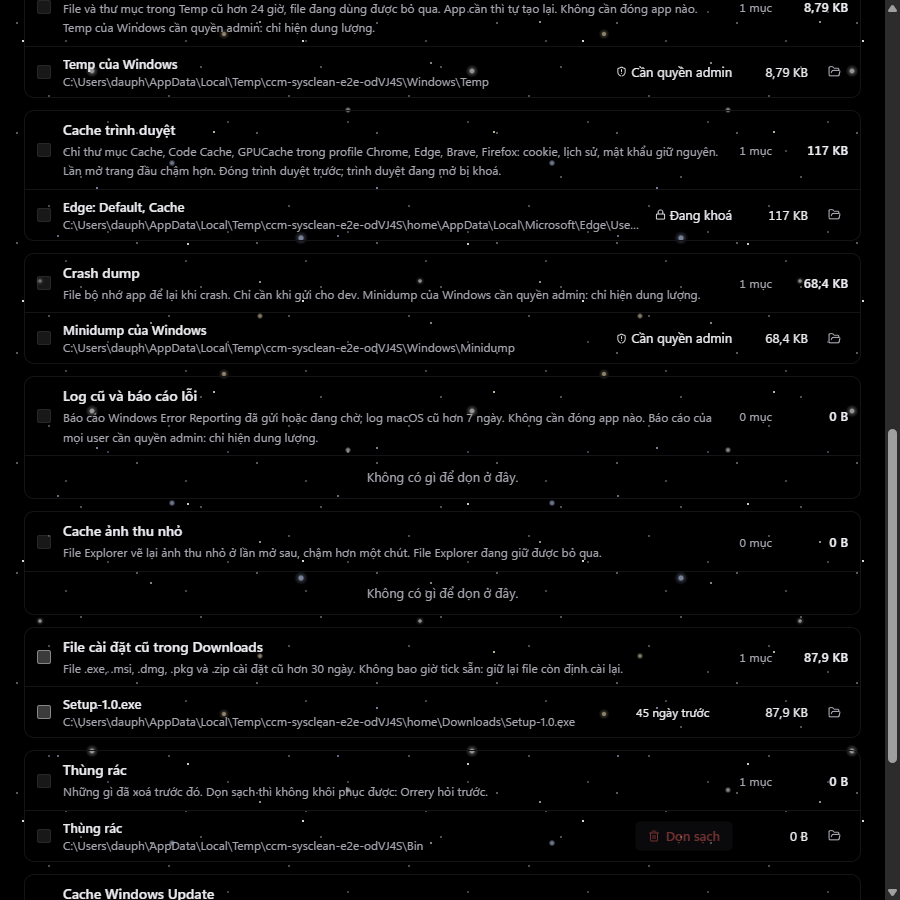 File và thư mục trong Temp cũ hơn 24 giờ, file đang dùng được bỏ qua. App cần thì tự tạo lại. Không cần đóng app nào.
1 mục
8,79 KB
Temp của Windows cần quyền admin: chỉ hiện dung lượng.
Temp của Windows
C:\Users\dauph\AppData\Local\Temp\ccm-sysclean-e2e-odVJ4S\Windows\Temp
Cần quyền admin
8,79 KB
Cache trình duyệt
Chỉ thư mục Cache, Code Cache, GPUCache trong profile Chrome, Edge, Brave, Firefox: cookie, lịch sử, mật khẩu giữ nguyên.
Lần mở trang đầu chậm hơn. Đóng trình duyệt trước; trình duyệt đang mở bị khoá.
1 mục
117 KB
Edge: Default, Cache
C:\Users\dauph\AppData\Local\Temp\ccm-sysclean-e2e-odVJ4S\home\AppData\Local\Microsoft\Edge\Use...
Đang khoá
117 KB
Crash dump
File bộ nhớ app để lại khi crash. Chỉ cần khi gửi cho dev. Minidump của Windows cần quyền admin: chỉ hiện dung lượng.
1 mục
68,4 KB
Minidump của Windows
C:\Users\dauph\AppData\Local\Temp\ccm-sysclean-e2e-odVJ4S\Windows\Minidump
Cần quyền admin
68,4 KB
Log cũ và báo cáo lỗi
Báo cáo Windows Error Reporting đã gửi hoặc đang chờ; log macOS cũ hơn 7 ngày. Không cần đóng app nào. Báo cáo của
mọi user cần quyền admin: chỉ hiện dung lượng.
0 mục
0 B
Không có gì để dọn ở đây.
Cache ảnh thu nhỏ
File Explorer vẽ lại ảnh thu nhỏ ở lần mở sau, chậm hơn một chút. File Explorer đang giữ được bỏ qua.
0 mục
0 B
Không có gì để dọn ở đây.
File cài đặt cũ trong Downloads
File .exe, .msi, .dmg, .pkg và .zip cài đặt cũ hơn 30 ngày. Không bao giờ tick sẵn: giữ lại file còn định cài lại.
1 mục
87,9 KB
Setup-1.0.exe
C:\Users\dauph\AppData\Local\Temp\ccm-sysclean-e2e-odVJ4S\home\Downloads\Setup-1.0.exe
45 ngày trước
87,9 KB
Thùng rác
Những gì đã xoá trước đó. Dọn sạch thì không khôi phục được: Orrery hỏi trước.
1 mục
0 B
Thùng rác
C:\Users\dauph\AppData\Local\Temp\ccm-sysclean-e2e-odVJ4S\Bin
Dọn sạch
0 B
Cache Windows Update